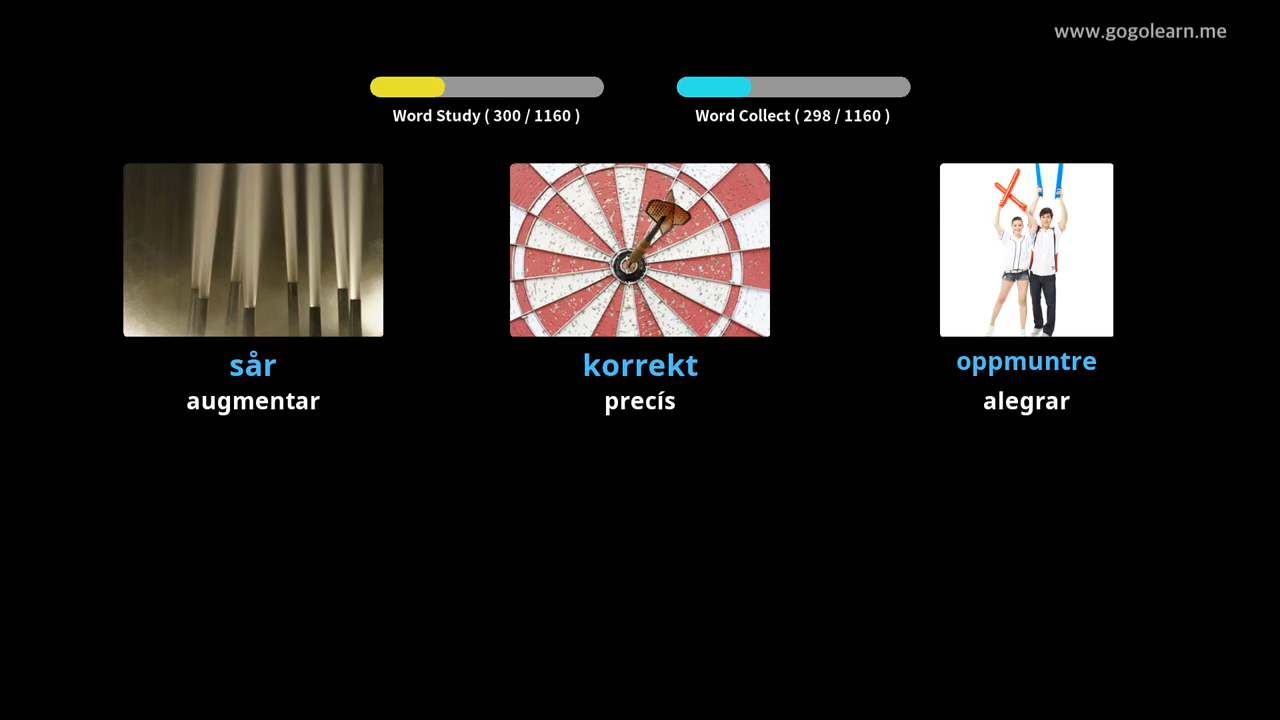 www.gogolearn.me
Word Study ( 300 / 1160 )
Word Collect ( 298 / 1160 )
sår
augmentar
korrekt
precís
oppmuntre
alegrar